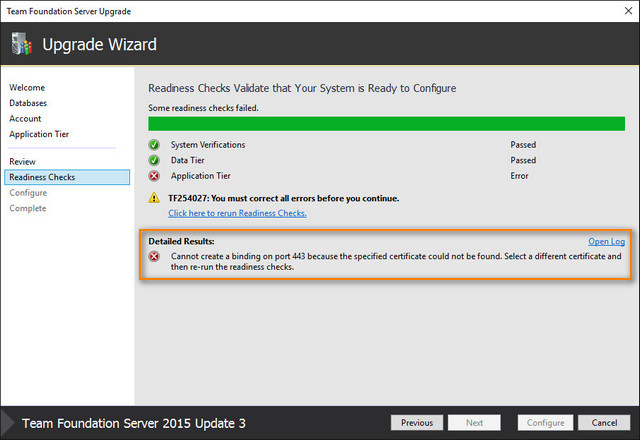 Team Foundation Server Upgrade
Upgrade Wizard
Welcome
Databases
Account
Application Tier
Review
Readiness Checks
Configure
Complete
Readiness Checks Validate that Your System is Ready to Configure
Some readiness checks failed.
System Verifications Passed
Data Tier Passed
Application Tier Error
TF254027: You must correct all errors before you continue.
Click here to rerun Readiness Checks.
Detailed Results: Open Log
Cannot create a binding on port 443 because the specified certificate could not be found. Select a different certificate and
then re-run the readiness checks.
Team Foundation Server 2015 Update 3
Previous Next Configure Cancel